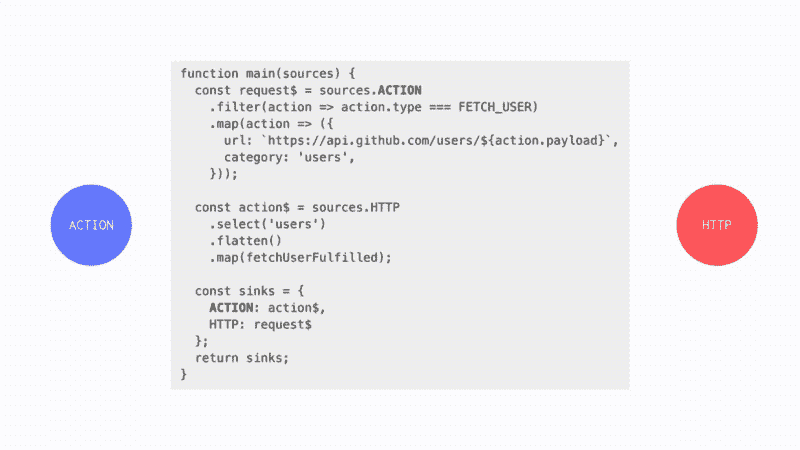 function main(sources) {
  const request$ = sources.ACTION
    .filter(action => action.type === FETCH_USER)
    .map(action => ({
      url: `https://api.github.com/users/${action.payload}`,
      category: 'users',
    }));

  const action$ = sources.HTTP
    .select('users')
    .flatten()
    .map(fetchUserFulfilled);

  const sinks = {
    ACTION: action$,
    HTTP: request$
  };
  return sinks;
}
ACTION
HTTP